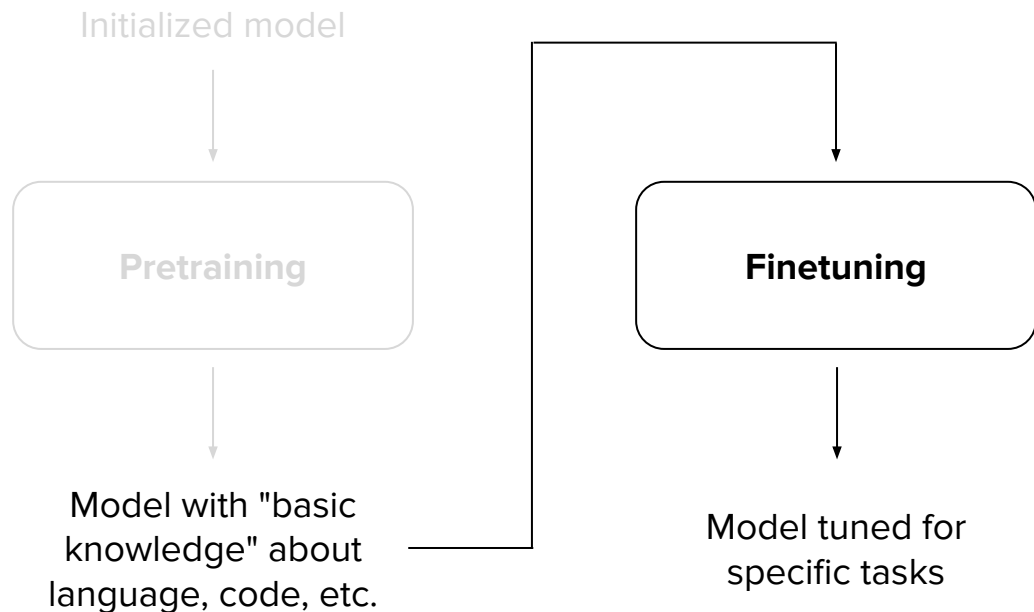 Initialized model
Pretraining
Model with "basic
knowledge" about
language, code, etc.
Finetuning
Model tuned for
specific tasks